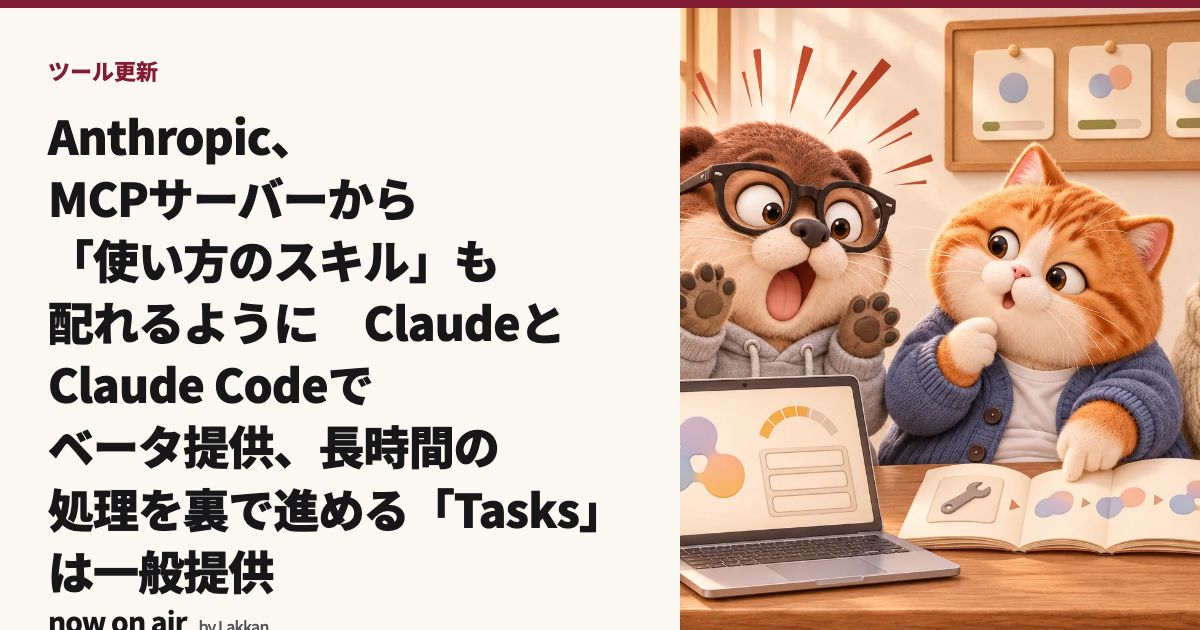 ツール更新
Anthropic、
MCPサーバーから
「使い方のスキル」も
配れるように　Claudeと
Claude Codeで
ベータ提供、長時間の
処理を裏で進める「Tasks」
は一般提供
now on air by Lakkan